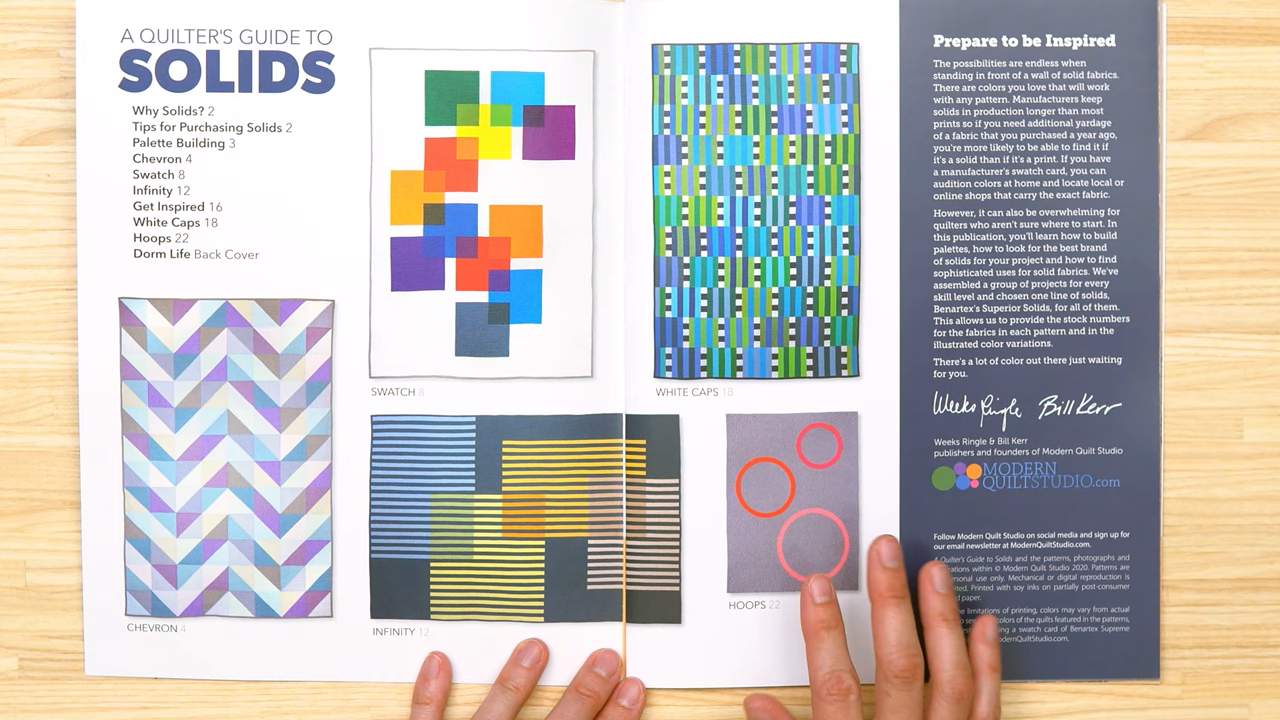 A QUILTER'S GUIDE TO
SOLIDS
Why Solids? 2
Tips for Purchasing Solids 2
Palette Building 3
Chevron 4
Swatch 8
Infinity 12
Get Inspired 16
White Caps 18
Hoops 22
Dorm Life Back Cover
CHEVRON 4
SWATCH 8
INFINITY 12
WHITE CAPS 18
HOOPS 22
Prepare to be Inspired
The possibilities are endless when
standing in front of a wall of solid fabrics.
There are colors you love that will work
with any pattern. Manufacturers keep
solids in production longer than most
prints so if you need additional yardage
of a fabric that you purchased a year ago,
you're more likely to be able to find it if
it's a solid than if it's a print. If you have
a manufacturer's swatch card, you can
audition colors at home and locate local or
online shops that carry the exact fabric.
However, it can also be overwhelming for
quilters who aren't sure where to start. In
this publication, you'll learn how to build
palettes, how to look for the best brand
of solids for your project and how to find
sophisticated uses for solid fabrics. We've
assembled a group of projects for every
skill level and chosen one line of solids,
Benartex's Superior Solids, for all of them.
This allows us to provide the stock numbers
for the fabrics in each pattern and in the
illustrated color variations.
There's a lot of color out there just waiting
for you.
Weeks Ringle Bill Kerr
Weeks Ringle & Bill Kerr
publishers and founders of Modern Quilt Studio
MODERN
QUILTSTUDIO.com
Follow Modern Quilt Studio on social media and sign up for
our email newsletter at ModernQuiltStudio.com.
A Quilter's Guide to Solids and the patterns, photographs and
within © Modern Quilt Studio 2020. Patterns are
use only. Mechanical or digital reproduction is
Printed with soy inks on partially post-consumer
paper.
limitations of printing, colors may vary from actual
colors of the quilts featured in the patterns,
a swatch card of Benartex Supreme